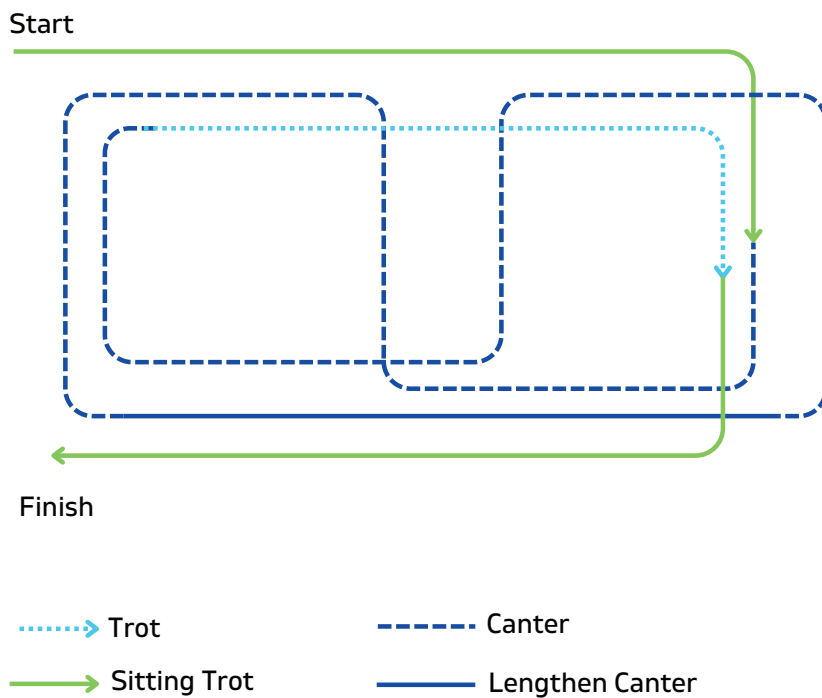 Start
Finish
Trot
Canter
Sitting Trot
Lengthen Canter